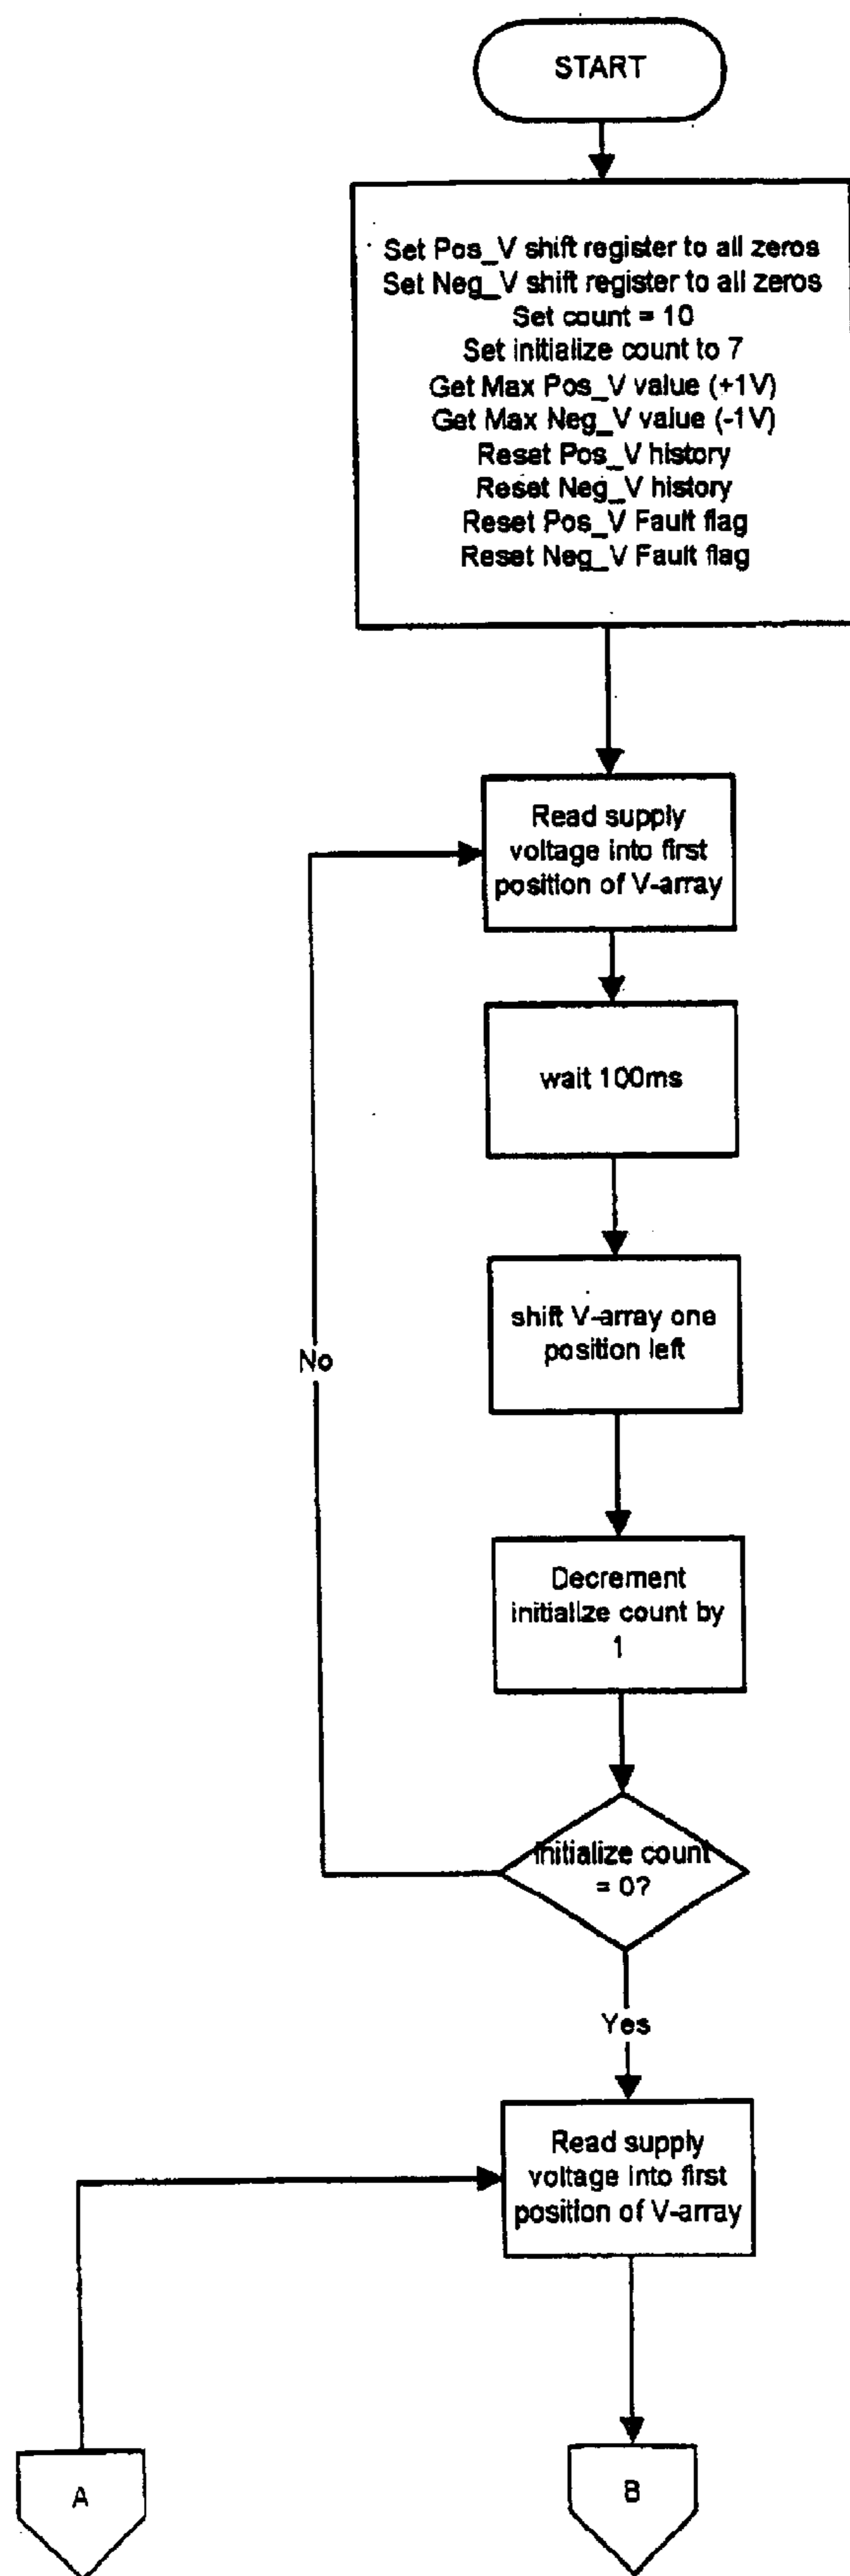 START
Set Pos_V shift register to all zeros
Set Neg_V shift register to all zeros
Set count = 10
Set initialize count to 7
Get Max Pos_V value (+1V)
Get Max Neg_V value (-1V)
Reset Pos_V history
Reset Neg_V history
Reset Pos_V Fault flag
Reset Neg_V Fault flag
Read supply
voltage into first
position of V-array
wait 100ms
shift V-array one
position left
No
Decrement
initialize count by
1
initialize count
= 0?
Yes
Read supply
voltage into first
position of V-array
A
B